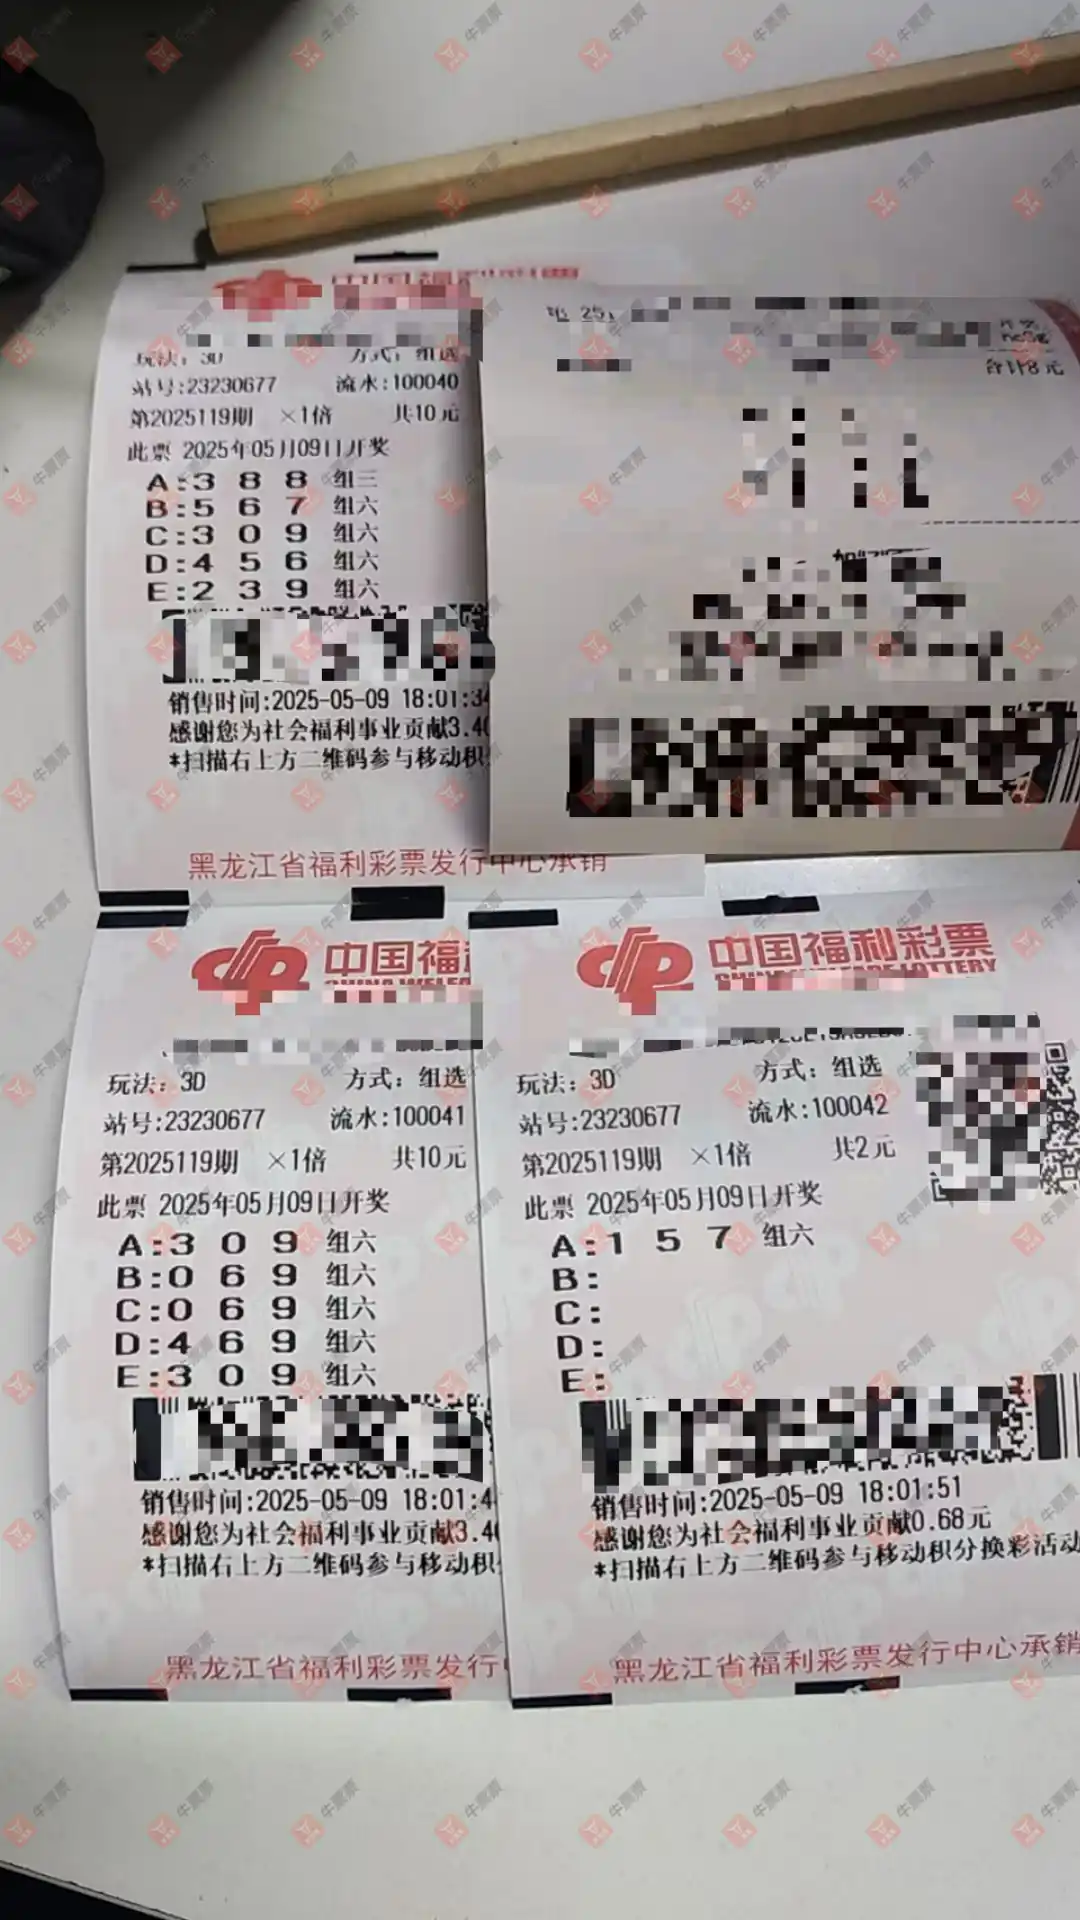 玩法：3D 方式：组选
站号:23230677 流水:100040
第2025119期 ×1倍 共10元
此票 2025年05月09日开奖
A:3 8 8 组三
B:5 6 7 组六
C:3 0 9 组六
D:4 5 6 组六
E:2 3 9 组六
销售时间:2025-05-09 18:01:34
感谢您为社会福利事业贡献3.40
*扫描右上方二维码参与移动积
黑龙江省福利彩票发行中心承销
合计8元
中国福
玩法：3D 方式：组选
站号:23230677 流水:100041
第2025119期 ×1倍 共10元
此票 2025年05月09日开奖
A:3 0 9 组六
B:0 6 9 组六
C:0 6 9 组六
D:4 6 9 组六
E:3 0 9 组六
销售时间:2025-05-09 18:01:4
感谢您为社会福利事业贡献3.40
*扫描右上方二维码参与移动积
黑龙江省福利彩票发行
中国福利彩票
CHINA WELFARE LOTTERY
玩法：3D 方式：组选
站号:23230677 流水:100042
第2025119期 ×1倍 共2元
此票 2025年05月09日开奖
A:1 5 7 组六
B:
C:
D:
E:
销售时间:2025-05-09 18:01:51
感谢您为社会福利事业贡献0.68元
*扫描右上方二维码参与移动积分换彩活动
黑龙江省福利彩票发行中心承销
牛票票